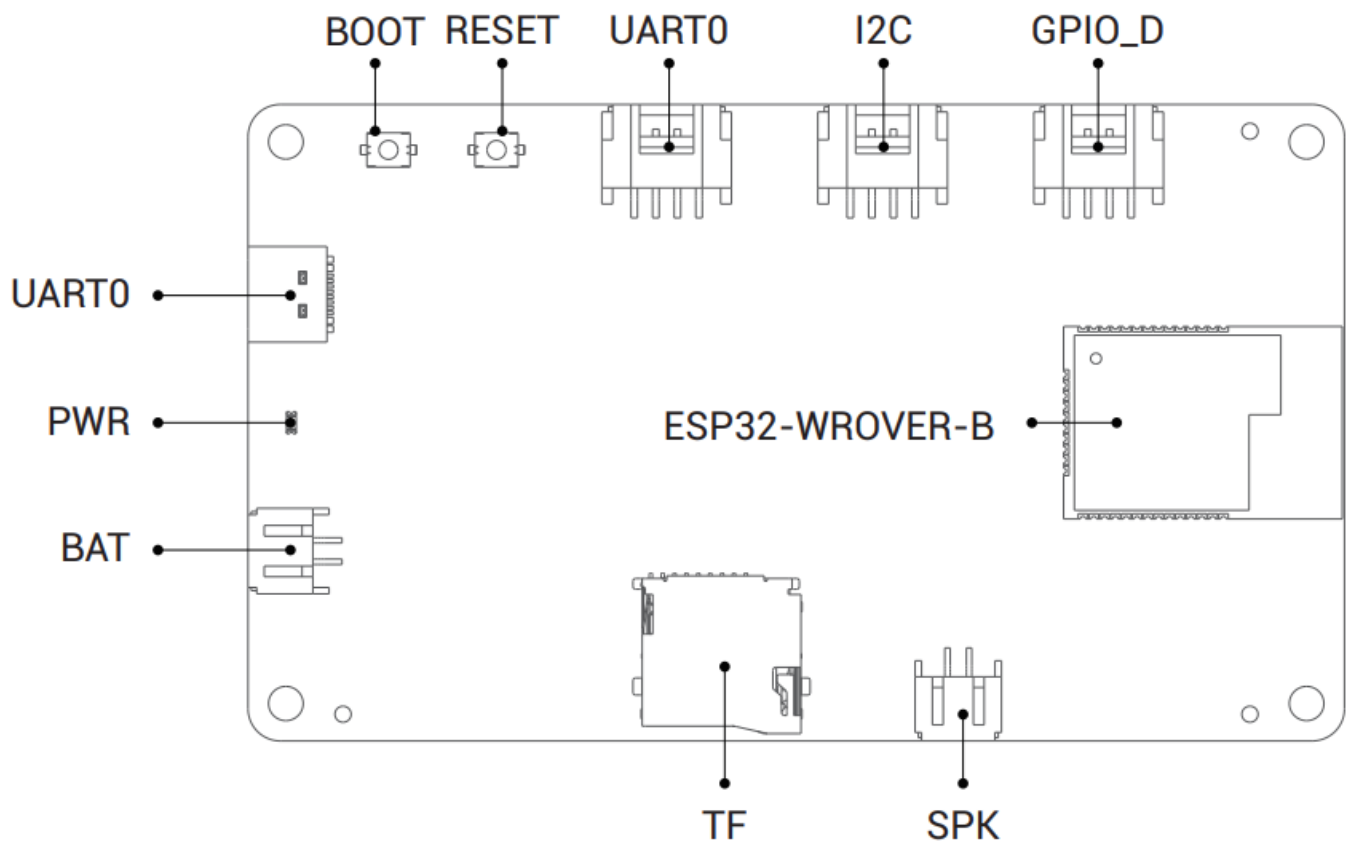 BOOT RESET UART0 I2C GPIO_D
UART0
PWR
ESP32-WROVER-B
BAT
TF SPK